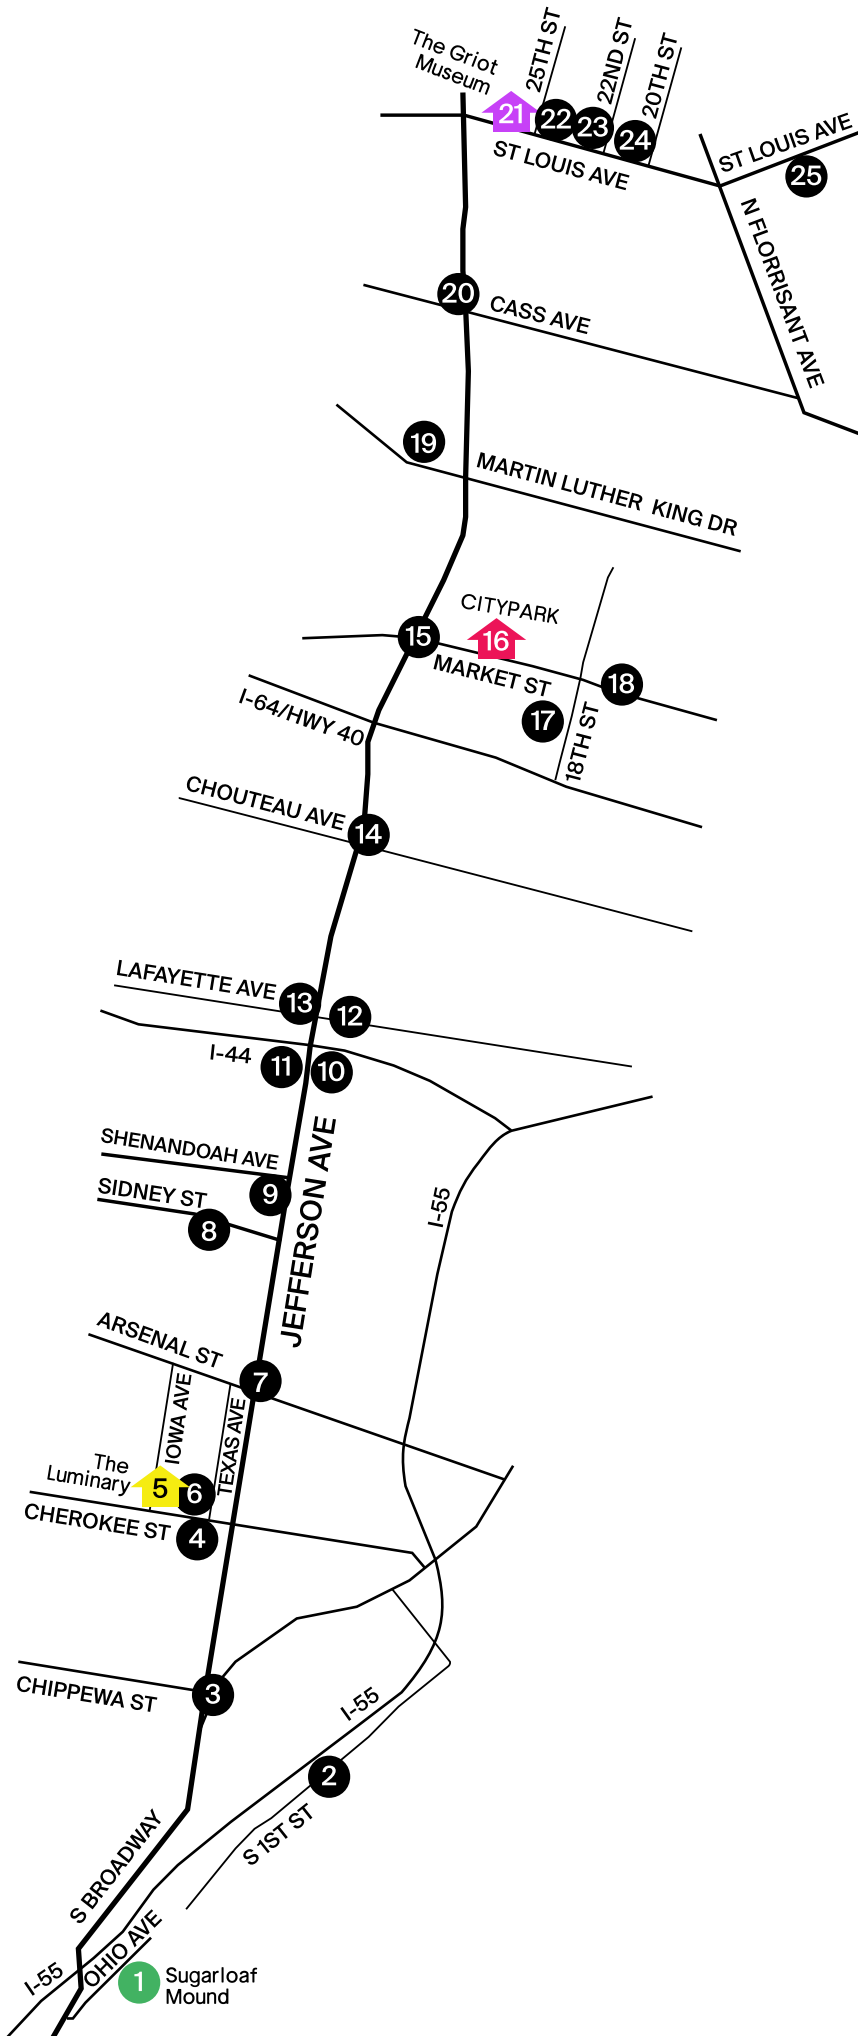 The Griot
Museum
25TH ST
22ND ST
20TH ST
21
22
23
24
ST LOUIS AVE
ST LOUIS AVE
25
N FLORRISANT AVE
20
CASS AVE
19
MARTIN LUTHER KING DR
CITYPARK
15
16
MARKET ST
18
17
18TH ST
I-64/HWY 40
CHOUTEAU AVE
14
LAFAYETTE AVE
13
12
I-44
11
10
JEFFERSON AVE
SHENANDOAH AVE
9
SIDNEY ST
8
I-55
ARSENAL ST
7
IOWA AVE
TEXAS AVE
The
Luminary
5
6
CHEROKEE ST
4
CHIPPEWA ST
3
I-55
2
S 1ST ST
S BROADWAY
OHIO AVE
I-55
1
Sugarloaf
Mound